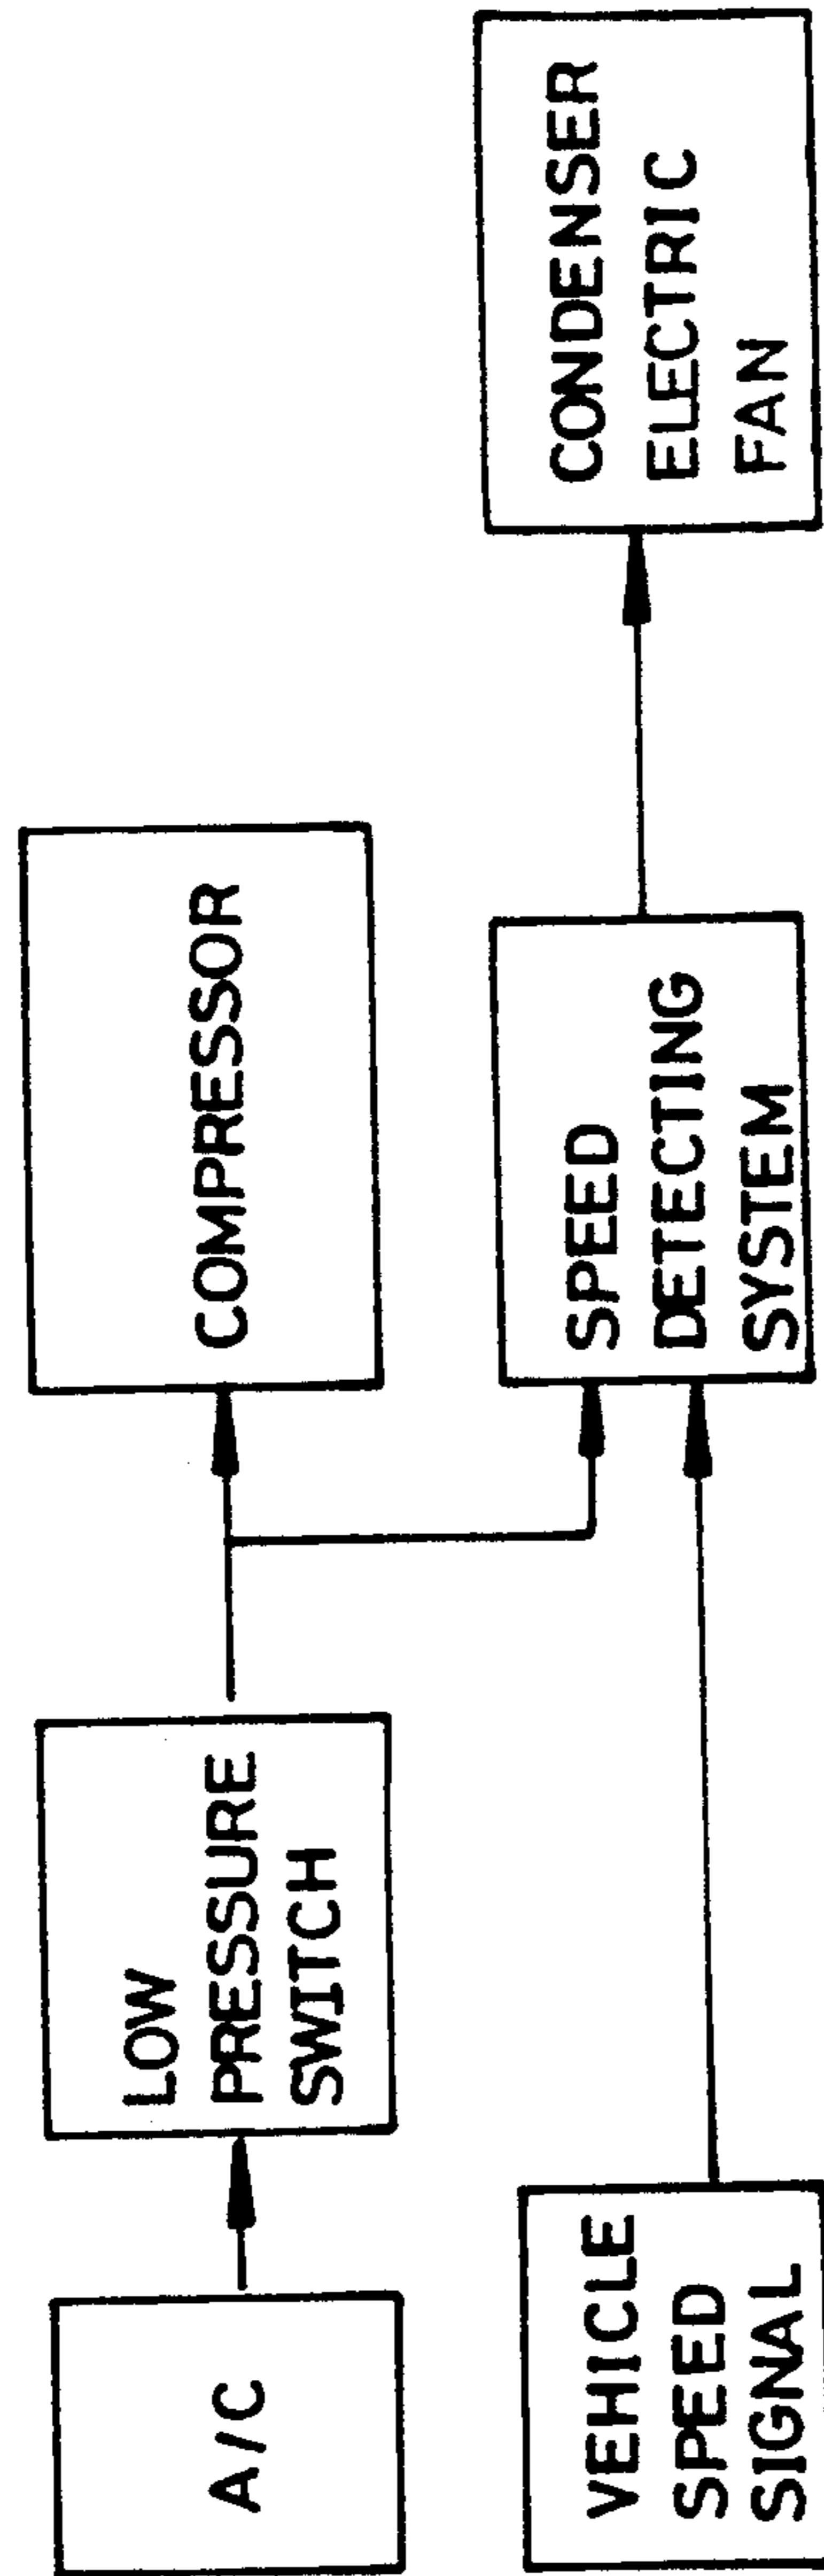 A/C
LOW
PRESSURE
SWITCH
COMPRESSOR
VEHICLE
SPEED
SIGNAL
SPEED
DETECTING
SYSTEM
CONDENSER
ELECTRIC
FAN